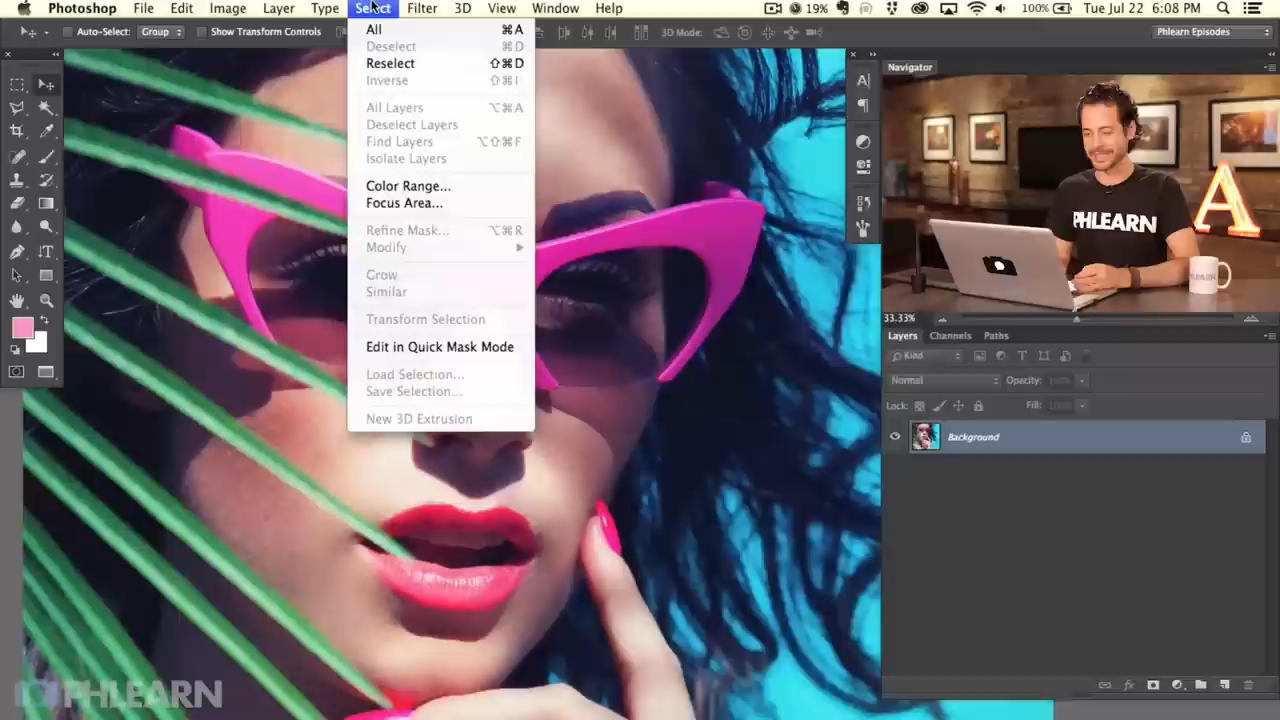 Photoshop File Edit Image Layer Type Select Filter 3D View Window Help 19% 100% Tue Jul 22 6:08 PM
Auto-Select: Group Show Transform Controls 3D Mode: Phlearn Episodes
All ⌘A
Deselect ⌘D
Reselect ⇧⌘D
Inverse ⇧⌘I
All Layers ⌥⌘A
Deselect Layers
Find Layers ⌥⇧⌘F
Isolate Layers
Color Range...
Focus Area...
Refine Mask... ⌥⌘R
Modify
Grow
Similar
Transform Selection
Edit in Quick Mask Mode
Load Selection...
Save Selection...
New 3D Extrusion
Navigator
PHLEARN
PHLEARN
A
33.33%
Layers Channels Paths
Kind
Normal Opacity: 100%
Lock: Fill: 100%
Background
PHLEARN